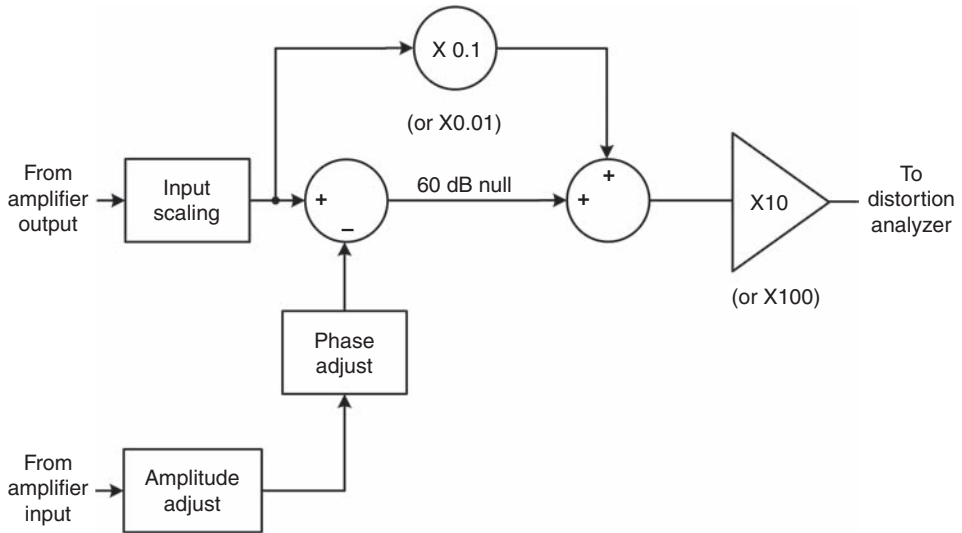 X 0.1
(or X0.01)
From
amplifier
output
Input
scaling
+
−
60 dB null
+
+
X10
(or X100)
To
distortion
analyzer
Phase
adjust
From
amplifier
input
Amplitude
adjust